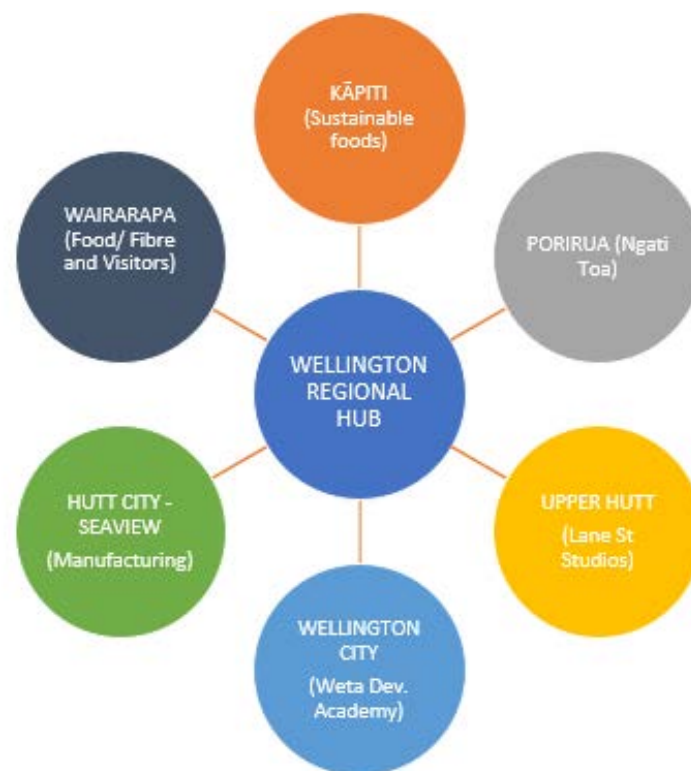 KĀPITI
(Sustainable
foods)
WAIRARAPA
(Food/ Fibre
and Visitors)
PORIRUA (Ngati
Toa)
WELLINGTON
REGIONAL
HUB
HUTT CITY -
SEAVIEW
(Manufacturing)
UPPER HUTT
(Lane St
Studios)
WELLINGTON
CITY
(Weta Dev.
Academy)